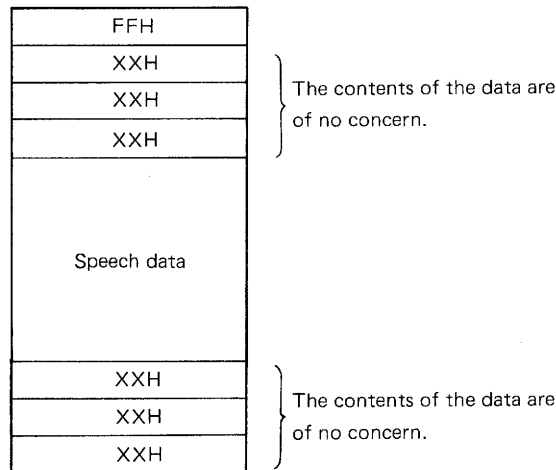 FFH
XXH
XXH
XXH
The contents of the data are
of no concern.
Speech data
XXH
XXH
XXH
The contents of the data are
of no concern.